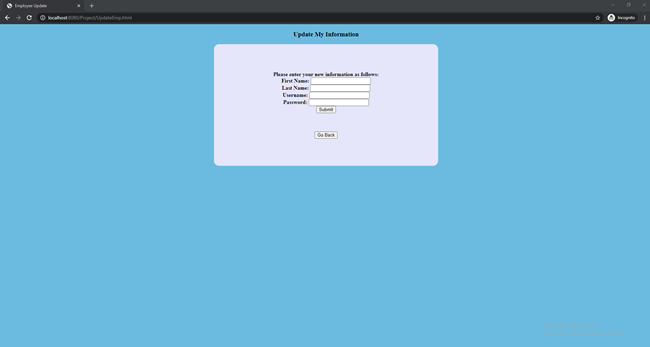 Employee Update
localhost:8080/Project/UpdateEmp.html
Incognito
Update My Information
Please enter your new information as follows:
First Name:
Last Name:
Username:
Password:
Submit
Go Back